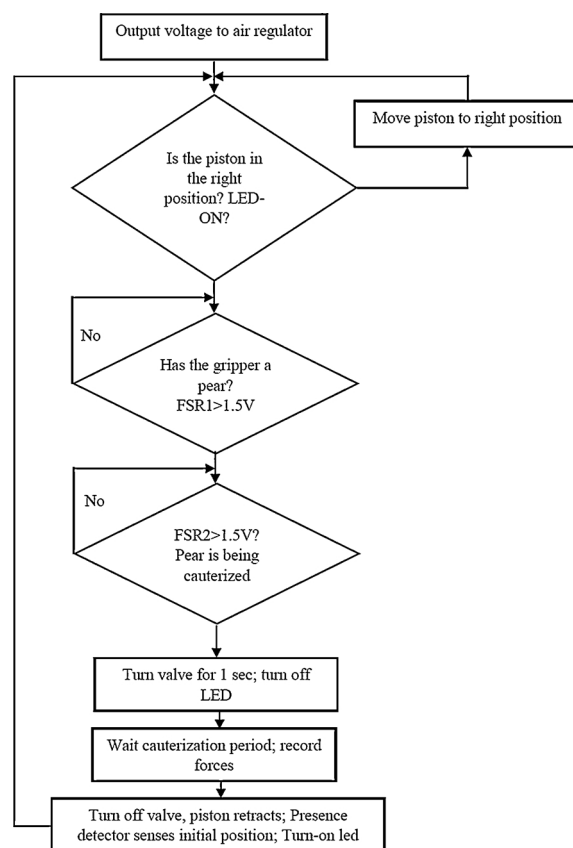 Output voltage to air regulator
Move piston to right position
Is the piston in
the right
position? LED-
ON?
No
Has the gripper a
pear?
FSR1>1.5V
No
FSR2>1.5V?
Pear is being
cauterized
Turn valve for 1 sec; turn off
LED
Wait cauterization period; record
forces
Turn off valve, piston retracts; Presence
detector senses initial position; Turn-on led